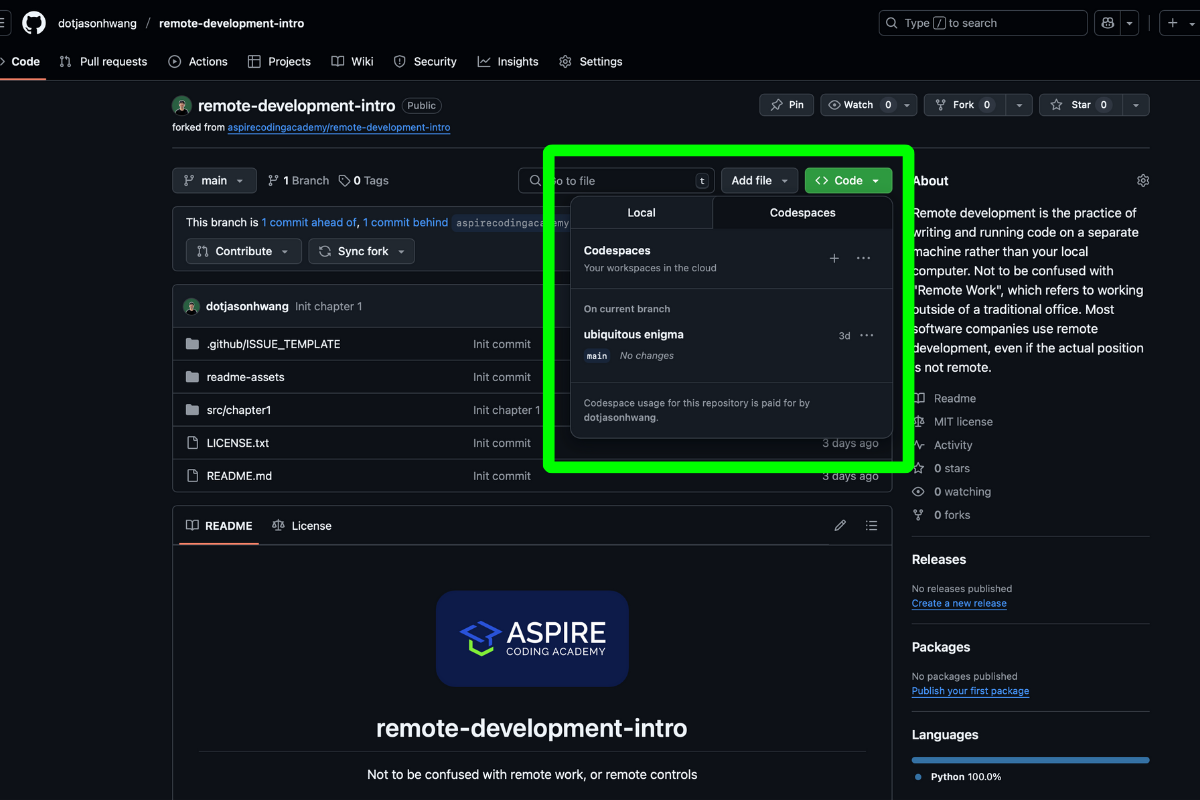 dotjasonhwang / remote-development-intro
Type / to search
Code
Pull requests
Actions
Projects
Wiki
Security
Insights
Settings
remote-development-intro Public
forked from aspirecodingacademy/remote-development-intro
Pin
Watch 0
Fork 0
Star 0
main
1 Branch
0 Tags
o to file
t
Add file
Code
This branch is 1 commit ahead of, 1 commit behind aspirecodingacademy
Contribute
Sync fork
dotjasonhwang Init chapter 1
.github/ISSUE_TEMPLATE Init commit
readme-assets Init commit
src/chapter1 Init chapter 1
LICENSE.txt Init commit 3 days ago
README.md Init commit 3 days ago
Local
Codespaces
Codespaces
Your workspaces in the cloud
On current branch
ubiquitous enigma 3d
main No changes
Codespace usage for this repository is paid for by
dotjasonhwang.
README
License
ASPIRE
CODING ACADEMY
remote-development-intro
Not to be confused with remote work, or remote controls
About
Remote development is the practice of
writing and running code on a separate
machine rather than your local
computer. Not to be confused with
"Remote Work", which refers to working
outside of a traditional office. Most
software companies use remote
development, even if the actual position
is not remote.
Readme
MIT license
Activity
0 stars
0 watching
0 forks
Releases
No releases published
Create a new release
Packages
No packages published
Publish your first package
Languages
Python 100.0%